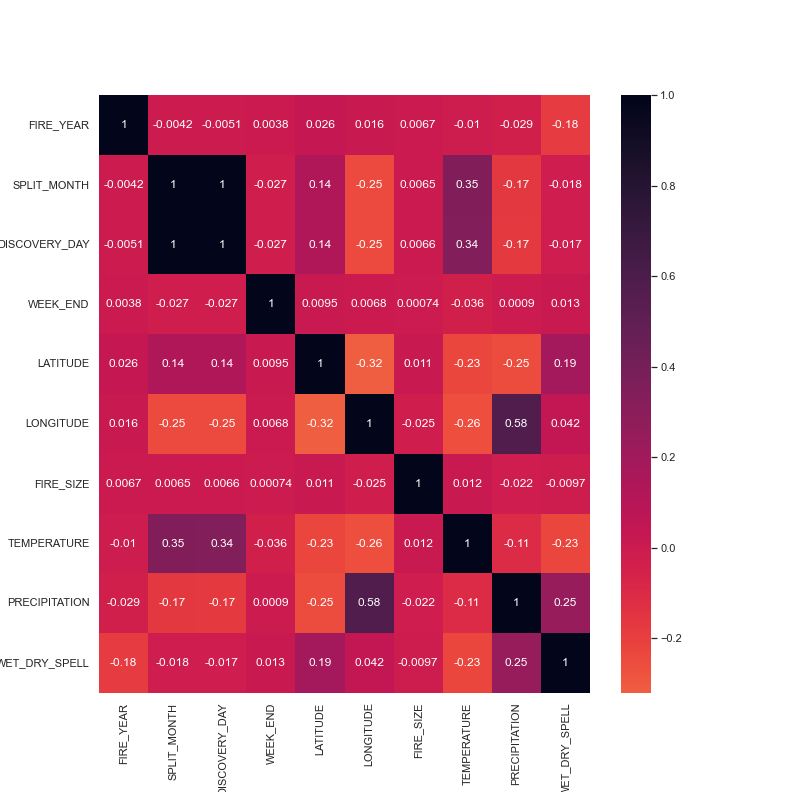 FIRE_YEAR 1 -0.0042 -0.0051 0.0038 0.026 0.016 0.0067 -0.01 -0.029 -0.18 1.0
SPLIT_MONTH -0.0042 1 1 -0.027 0.14 -0.25 0.0065 0.35 -0.17 -0.018 0.8
DISCOVERY_DAY -0.0051 1 1 -0.027 0.14 -0.25 0.0066 0.34 -0.17 -0.017 0.6
WEEK_END 0.0038 -0.027 -0.027 1 0.0095 0.0068 0.00074 -0.036 0.0009 0.013
LATITUDE 0.026 0.14 0.14 0.0095 1 -0.32 0.011 -0.23 -0.25 0.19 0.4
LONGITUDE 0.016 -0.25 -0.25 0.0068 -0.32 1 -0.025 -0.26 0.58 0.042 0.2
FIRE_SIZE 0.0067 0.0065 0.0066 0.00074 0.011 -0.025 1 0.012 -0.022 -0.0097
TEMPERATURE -0.01 0.35 0.34 -0.036 -0.23 -0.26 0.012 1 -0.11 -0.23 0.0
PRECIPITATION -0.029 -0.17 -0.17 0.0009 -0.25 0.58 -0.022 -0.11 1 0.25 −0.2
WET_DRY_SPELL -0.18 -0.018 -0.017 0.013 0.19 0.042 -0.0097 -0.23 0.25 1
FIRE_YEAR
SPLIT_MONTH
DISCOVERY_DAY
WEEK_END
LATITUDE
LONGITUDE
FIRE_SIZE
TEMPERATURE
PRECIPITATION
WET_DRY_SPELL